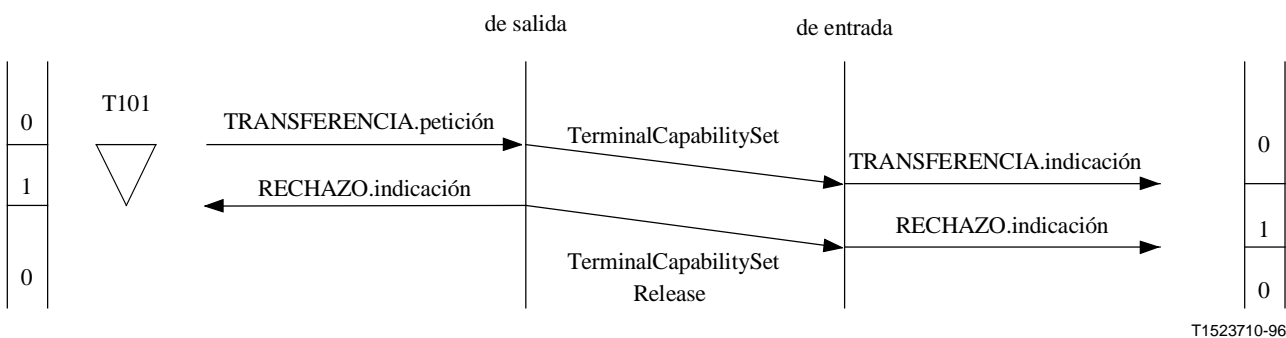 de salida
de entrada
T101
0
TRANSFERENCIA.petición
TerminalCapabilitySet
0
TRANSFERENCIA.indicación
1
RECHAZO.indicación
RECHAZO.indicación
1
TerminalCapabilitySet
Release
0
0
T1523710-96